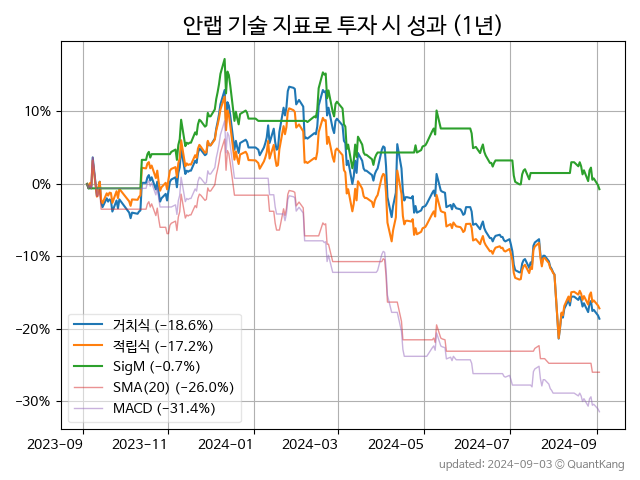 안랩 기술 지표로 투자 시 성과 (1년)
10%
0%
−10%
−20%
−30%
거치식 (−18.6%)
적립식 (−17.2%)
SigM (−0.7%)
SMA(20) (−26.0%)
MACD (−31.4%)
2023-09 2023-11 2024-01 2024-03 2024-05 2024-07 2024-09
updated: 2024-09-03 © QuantKang